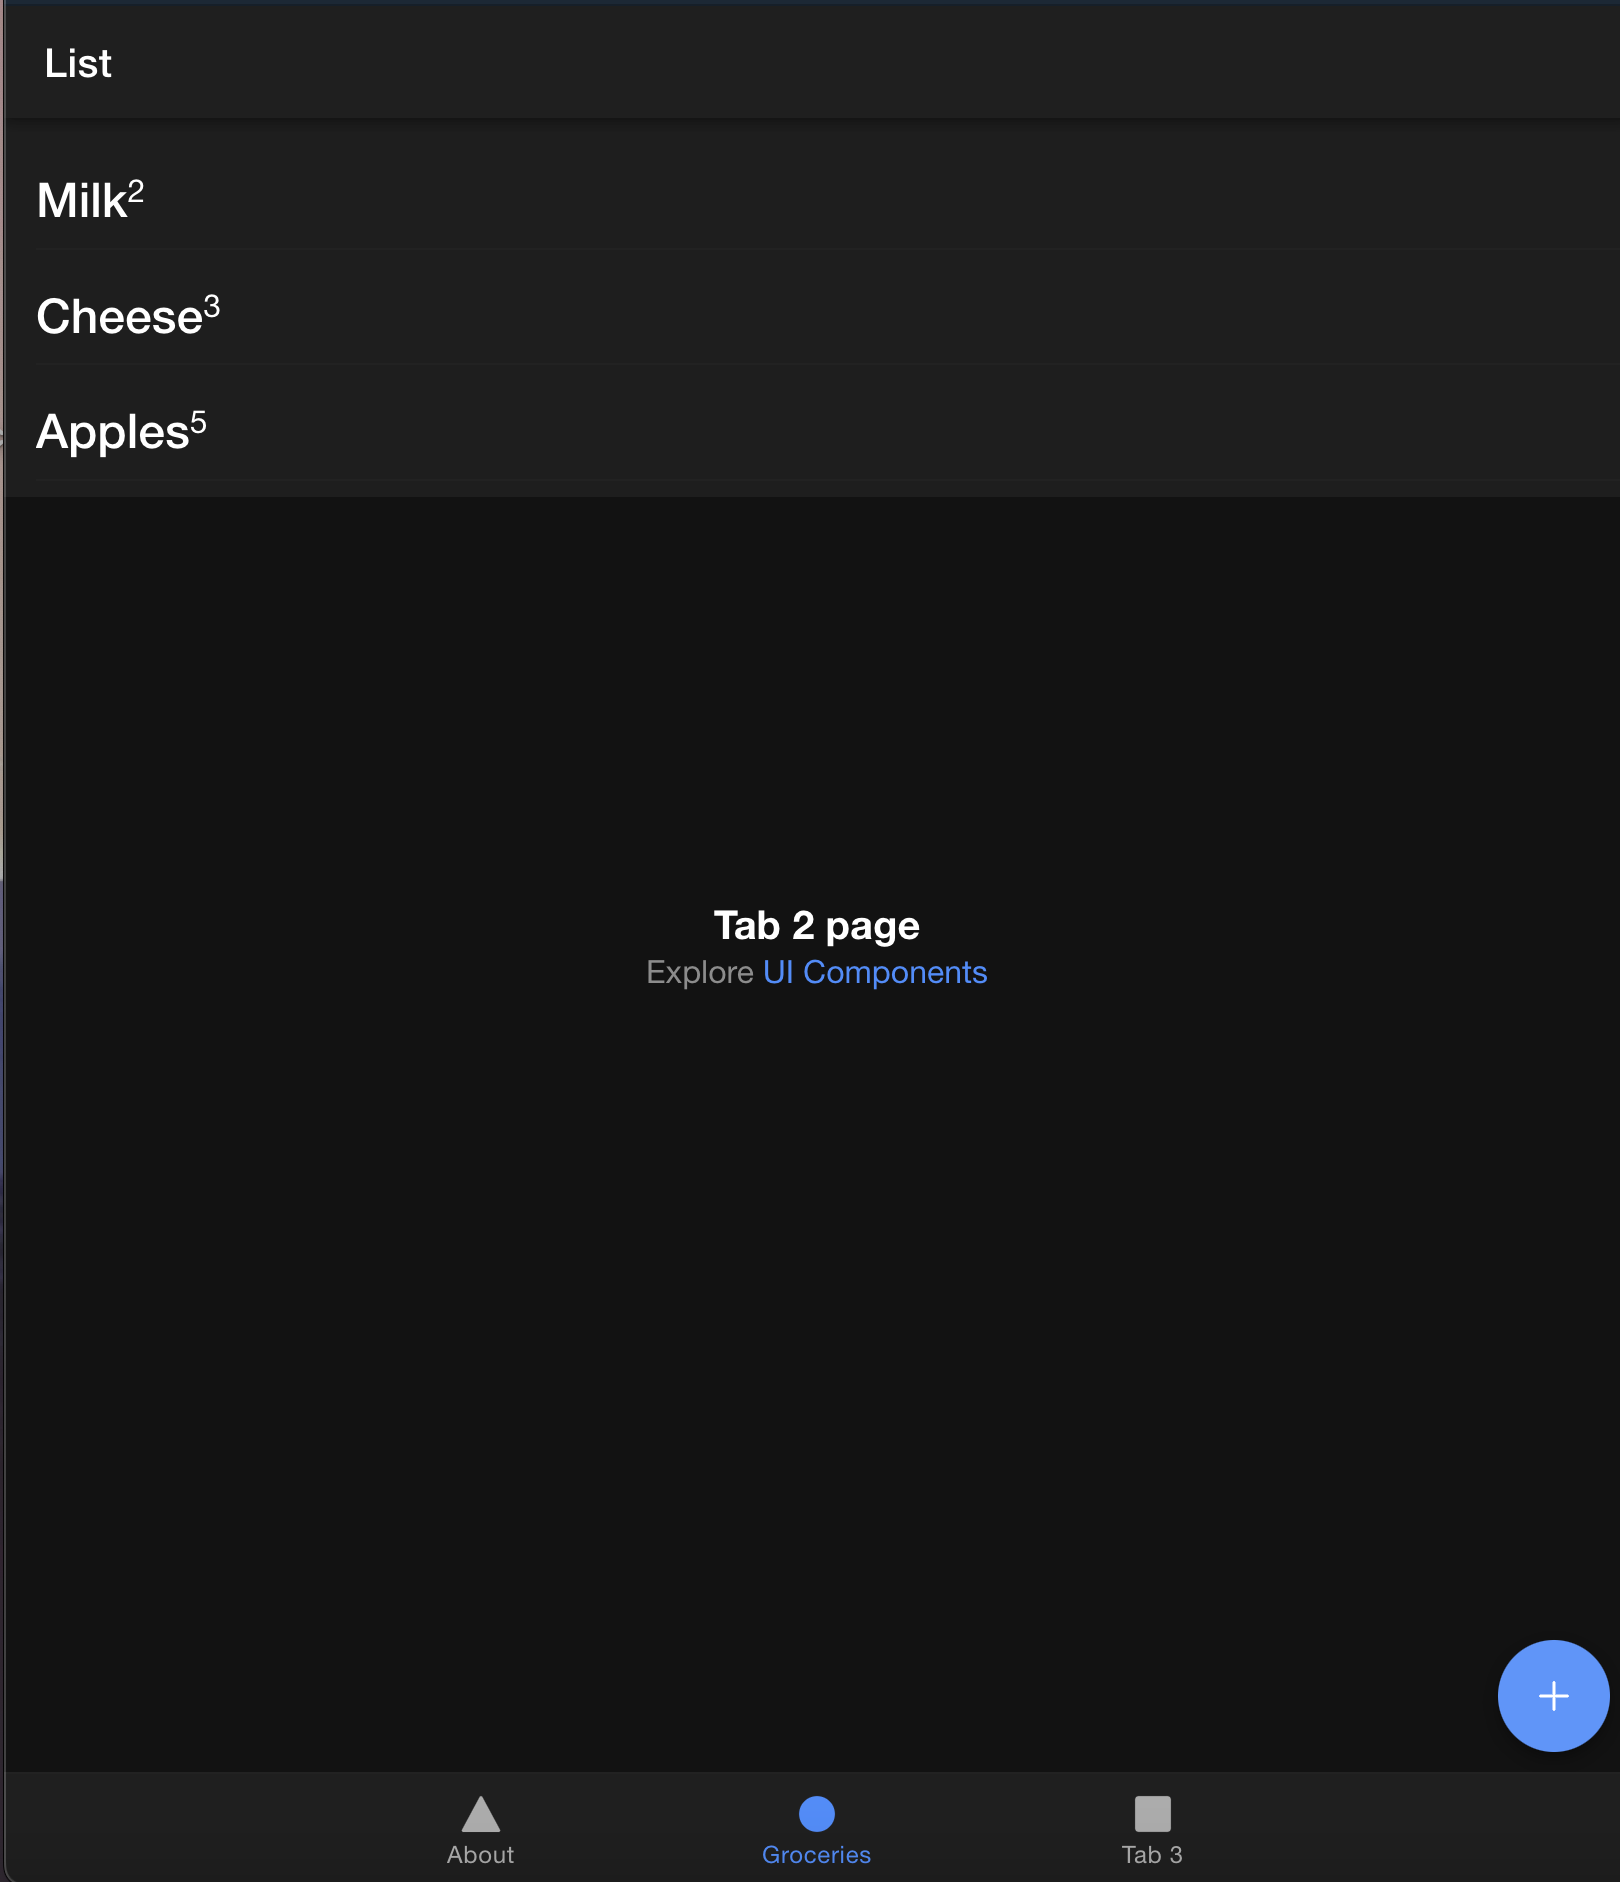 List
Milk²
Cheese³
Apples⁵
Tab 2 page
Explore UI Components
About
Groceries
Tab 3